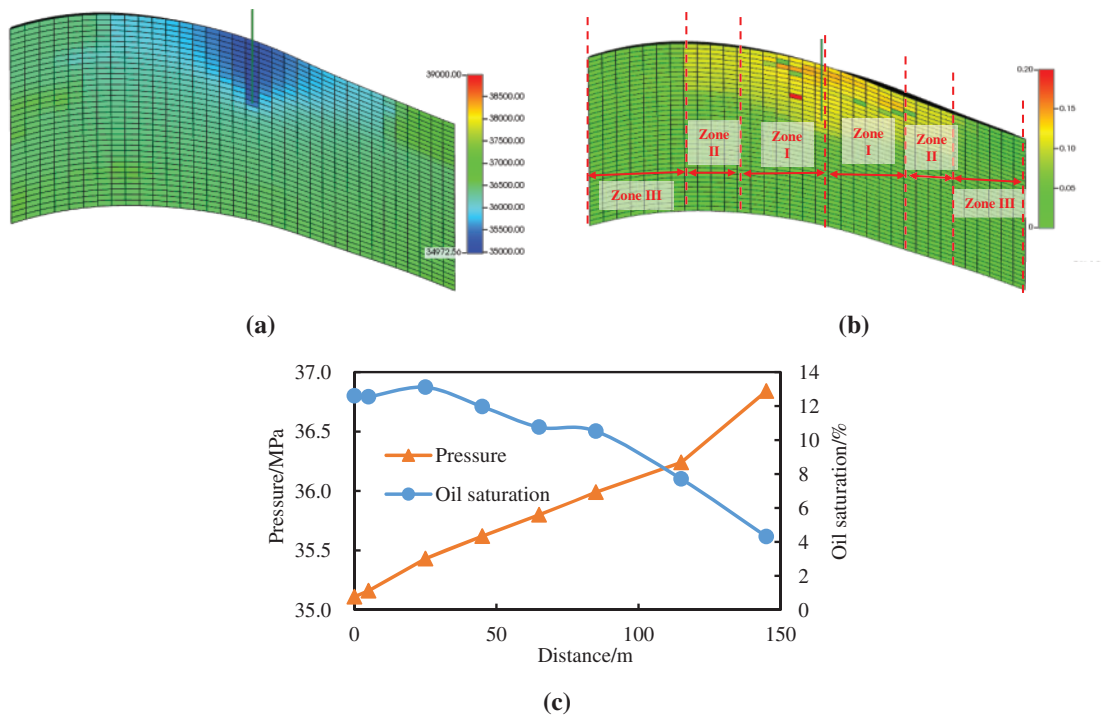 39000.00
38500.00
38000.00
37500.00
37000.00
36500.00
36000.00
35500.00
34972.56
35000.00
(a)
0.20
0.15
0.10
0.05
0
Zone
II
Zone
I
Zone
I
Zone
II
Zone III
Zone III
(b)
37.0
36.5
36.0
35.5
35.0
Pressure/MPa
Pressure
Oil saturation
14
12
10
8
6
4
2
0
Oil saturation/%
0
50
100
150
Distance/m
(c)